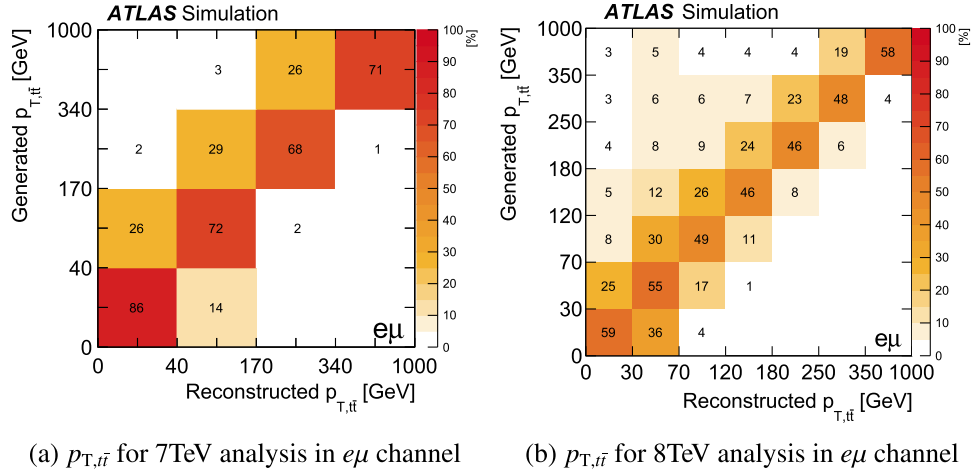 ATLAS Simulation
Generated p_T,tt̄ [GeV]
1000
340
170
40
0
3 26 71
2 29 68 1
26 72 2
86 14
eμ
0 40 170 340 1000
Reconstructed p_T,tt̄ [GeV]
[%]
100
90
80
70
60
50
40
30
20
10
0
(a) p_T,tt̄ for 7TeV analysis in eμ channel
ATLAS Simulation
Generated p_T,tt̄ [GeV]
1000
350
250
180
120
70
30
0
3 5 4 4 4 19 58
3 6 6 7 23 48 4
4 8 9 24 46 6
5 12 26 46 8
8 30 49 11
25 55 17 1
59 36 4
eμ
0 30 70 120 180 250 350 1000
Reconstructed p_T,tt̄ [GeV]
[%]
100
90
80
70
60
50
40
30
20
10
0
(b) p_T,tt̄ for 8TeV analysis in eμ channel